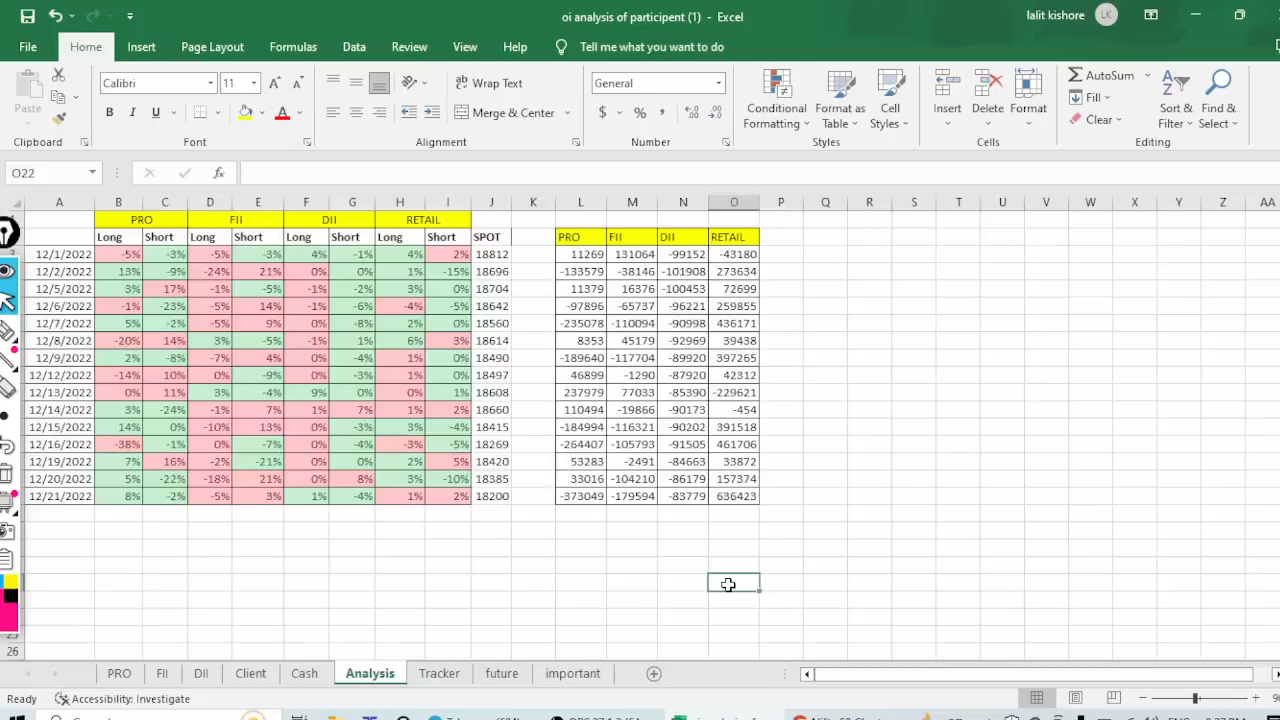 oi analysis of participent (1) - Excel
lalit kishore LK
File Home Insert Page Layout Formulas Data Review View Help Tell me what you want to do
Calibri 11 Wrap Text General AutoSum
Paste B I U Merge & Center $ % Conditional Formatting Format as Table Cell Styles Insert Delete Format Fill Sort & Filter Find & Select
Clear
Clipboard Font Alignment Number Styles Cells Editing
O22 fx
A B C D E F G H I J K L M N O P Q R S T U V W X Y Z AA
PRO FII DII RETAIL
Long Short Long Short Long Short Long Short SPOT PRO FII DII RETAIL
12/1/2022 -5% -3% -5% -3% 4% -1% 4% 2% 18812 11269 131064 -99152 -43180
12/2/2022 13% -9% -24% 21% 0% 0% 1% -15% 18696 -133579 -38146 -101908 273634
12/5/2022 3% 17% -1% -5% -1% -2% 3% 0% 18704 11379 16376 -100453 72699
12/6/2022 -1% -23% -5% 14% -1% -6% -4% -5% 18642 -97896 -65737 -96221 259855
12/7/2022 5% -2% -5% 9% 0% -8% 2% 0% 18560 -235078 -110094 -90998 436171
12/8/2022 -20% 14% 3% -5% -1% 1% 6% 3% 18614 8353 45179 -92969 39438
12/9/2022 2% -8% -7% 4% 0% -4% 1% 0% 18490 -189640 -117704 -89920 397265
12/12/2022 -14% 10% 0% -9% 0% -3% 1% 0% 18497 46899 -1290 -87920 42312
12/13/2022 0% 11% 3% -4% 9% 0% 0% 1% 18608 237979 77033 -85390 -229621
12/14/2022 3% -24% -1% 7% 1% 7% 1% 2% 18660 110494 -19866 -90173 -454
12/15/2022 14% 0% -10% 13% 0% -3% 3% -4% 18415 -184994 -116321 -90202 391518
12/16/2022 -38% -1% 0% -7% 0% -4% -3% -5% 18269 -264407 -105793 -91505 461706
12/19/2022 7% 16% -2% -21% 0% 0% 2% 5% 18420 53283 -2491 -84663 33872
12/20/2022 5% -22% -18% 21% 0% 8% 3% -10% 18385 33016 -104210 -86179 157374
12/21/2022 8% -2% -5% 3% 1% -4% 1% 2% 18200 -373049 -179594 -83779 636423
26
PRO FII DII Client Cash Analysis Tracker future important
Ready Accessibility: Investigate